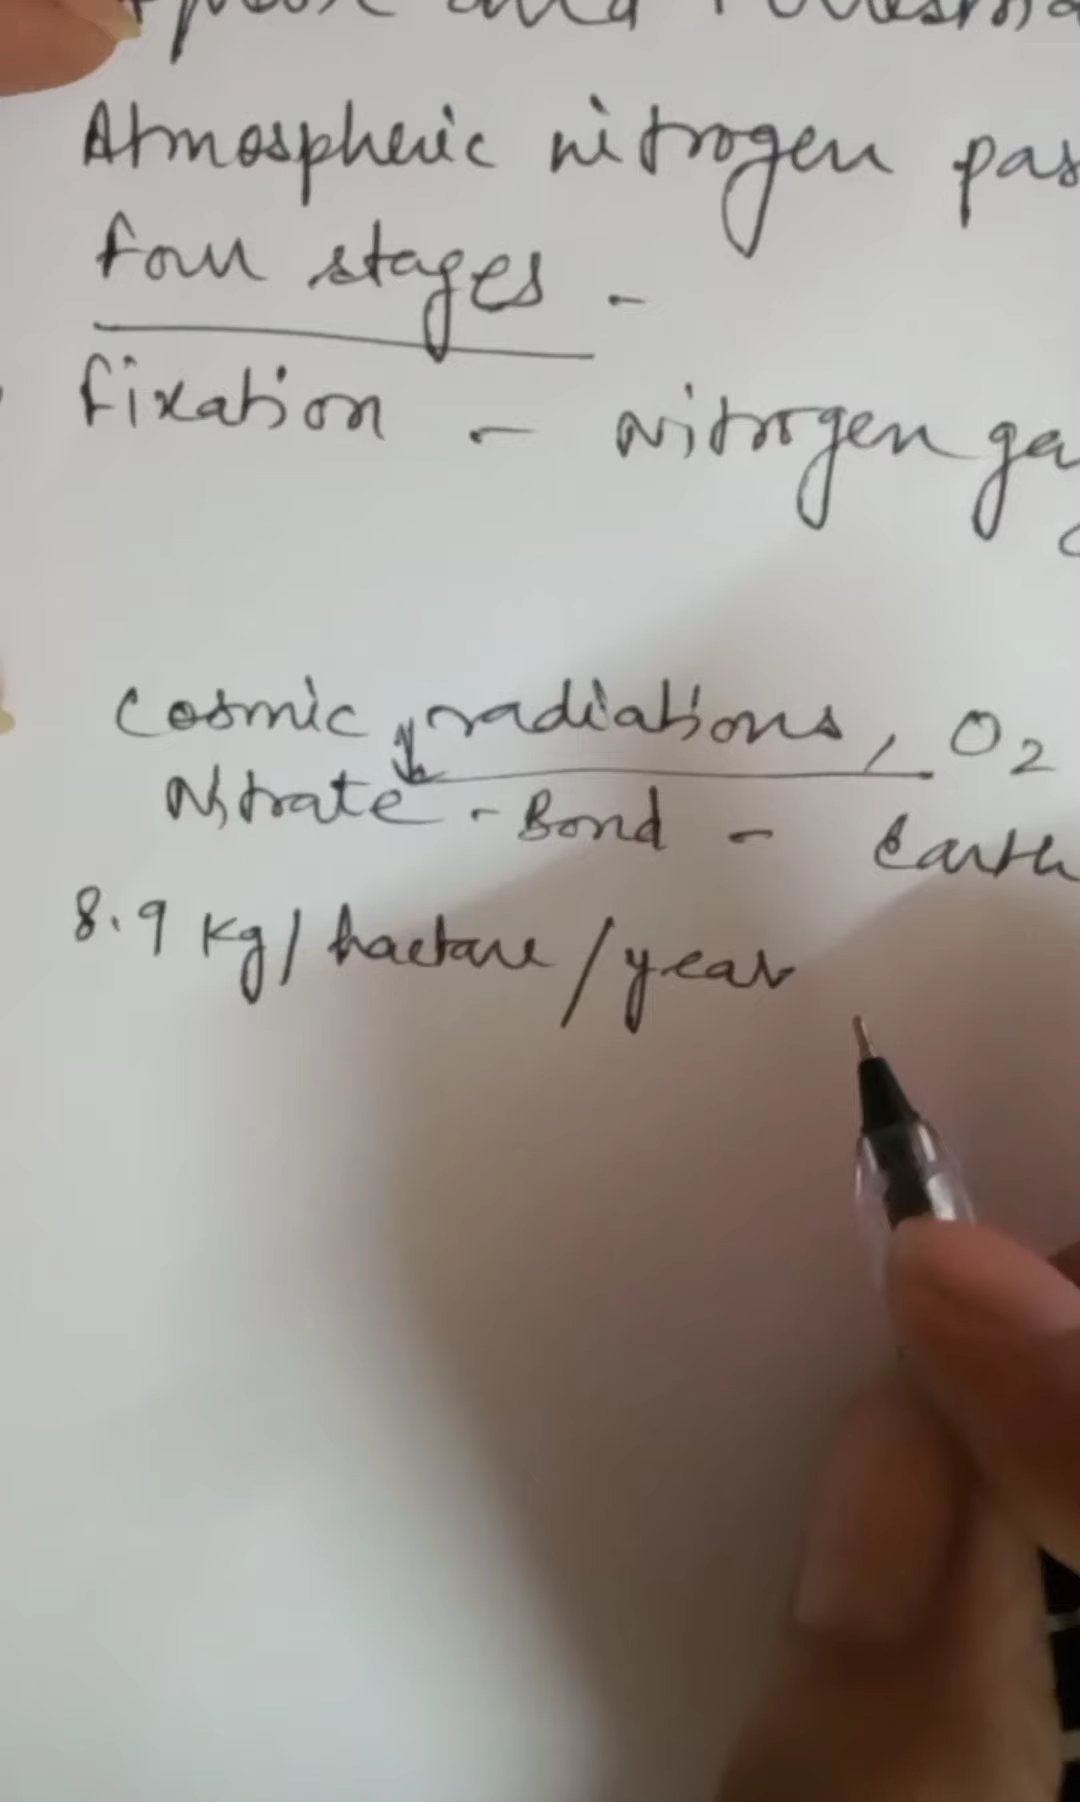 and
Atmospheric nitrogen pas
four stages -
fixation - Nitrogen ga
Cosmic radiations, O2
Nitrate - Bond - Earth
8.9 kg/hactare/year